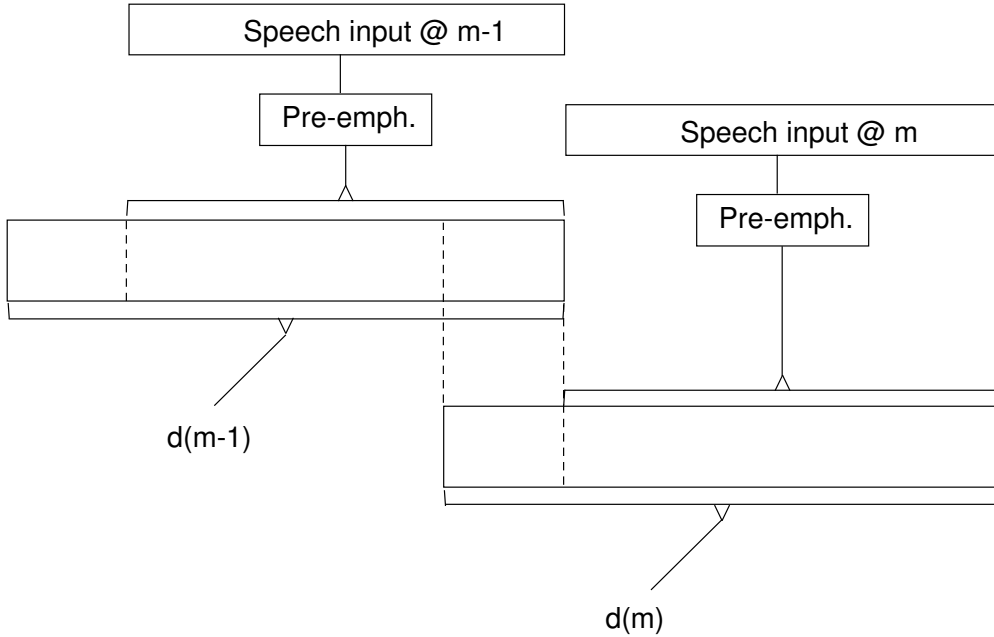 Speech input @ m-1
Pre-emph.
Speech input @ m
Pre-emph.
d(m-1)
d(m)